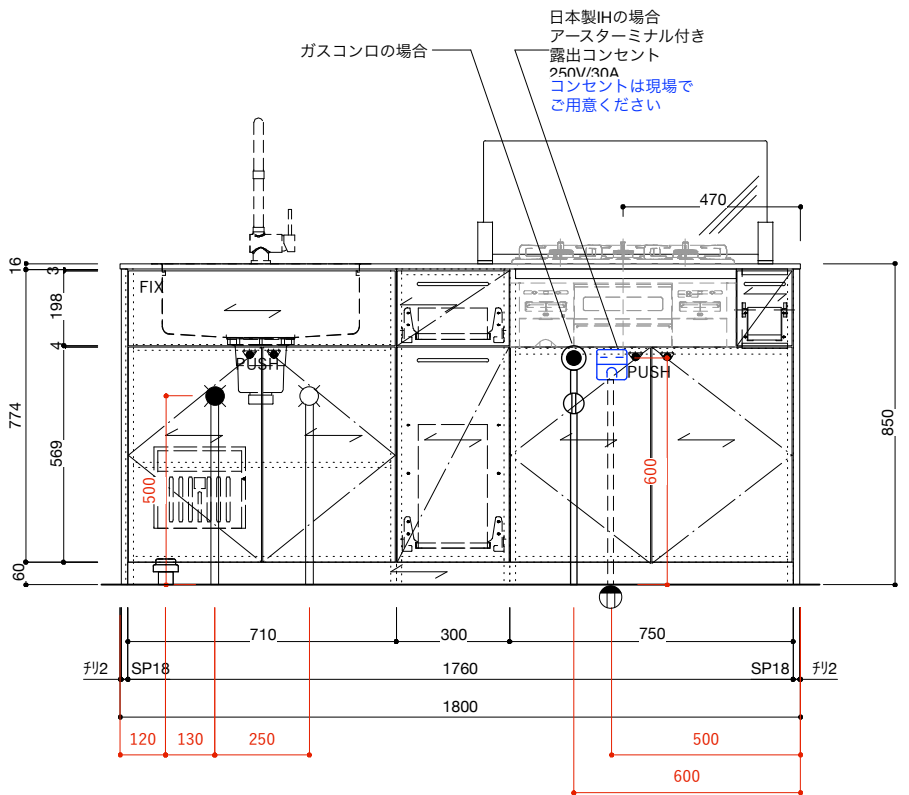 ガスコンロの場合
日本製IHの場合
アースターミナル付き
露出コンセント
250V/30A
コンセントは現場で
ご用意ください
470
16
3
FIX
198
4
PUSH
PUSH
774
569
850
500
600
60
710
300
750
チリ2
SP18
1760
SP18
チリ2
1800
120
130
250
500
600